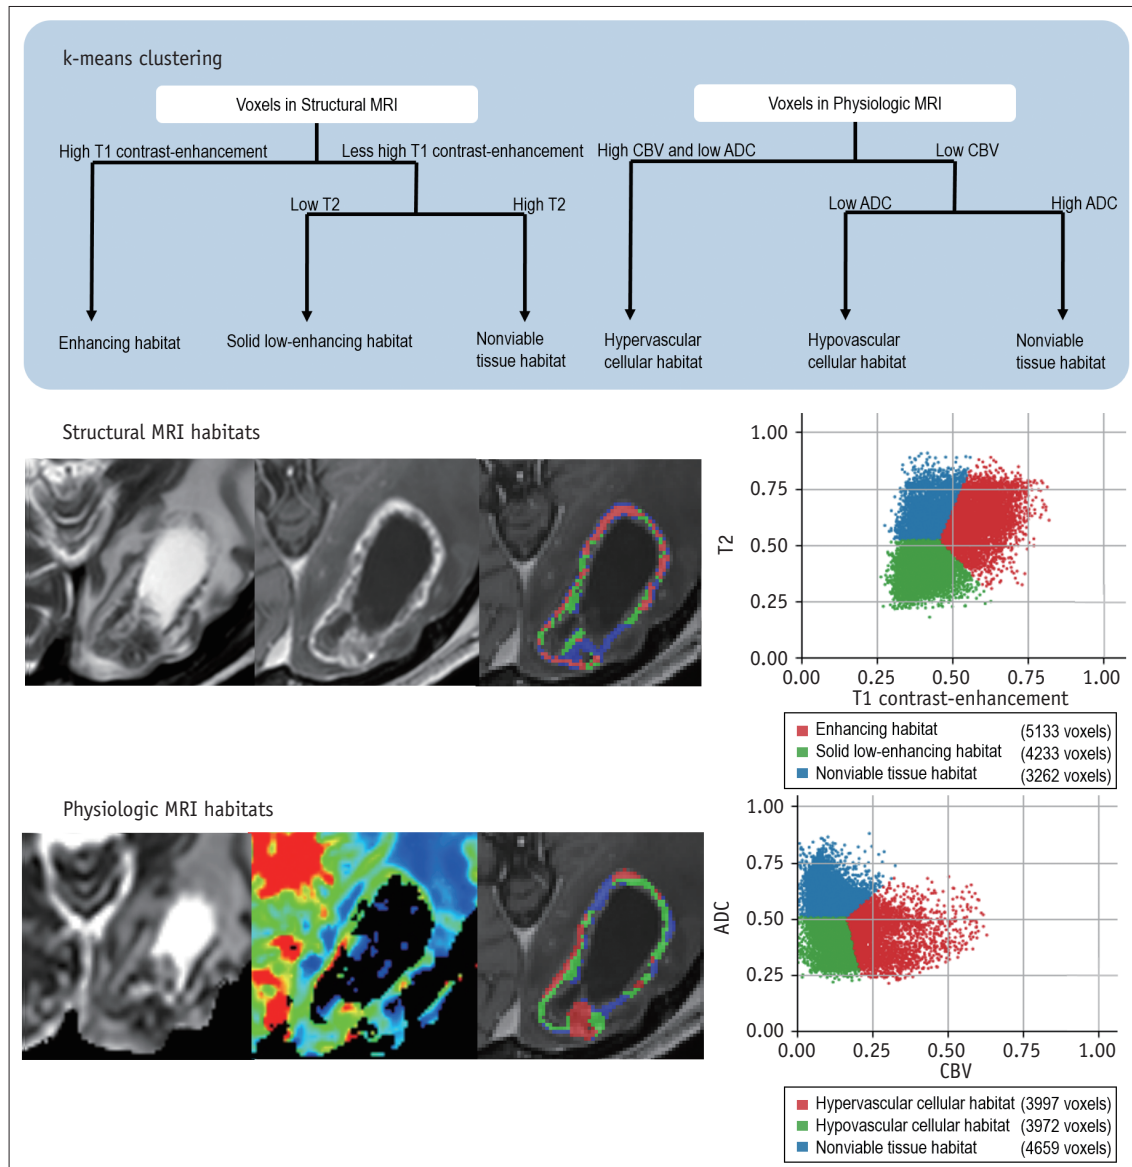 k-means clustering
Voxels in Structural MRI
Voxels in Physiologic MRI
High T1 contrast-enhancement
Less high T1 contrast-enhancement
High CBV and low ADC
Low CBV
Low T2
High T2
Low ADC
High ADC
Enhancing habitat
Solid low-enhancing habitat
Nonviable
tissue habitat
Hypervascular
cellular habitat
Hypovascular
cellular habitat
Nonviable
tissue habitat
Structural MRI habitats
1.00
0.75
0.50
0.25
0.00
T2
0.00 0.25 0.50 0.75 1.00
T1 contrast-enhancement
Enhancing habitat (5133 voxels)
Solid low-enhancing habitat (4233 voxels)
Nonviable tissue habitat (3262 voxels)
Physiologic MRI habitats
1.00
0.75
0.50
0.25
0.00
ADC
0.00 0.25 0.50 0.75 1.00
CBV
Hypervascular cellular habitat (3997 voxels)
Hypovascular cellular habitat (3972 voxels)
Nonviable tissue habitat (4659 voxels)